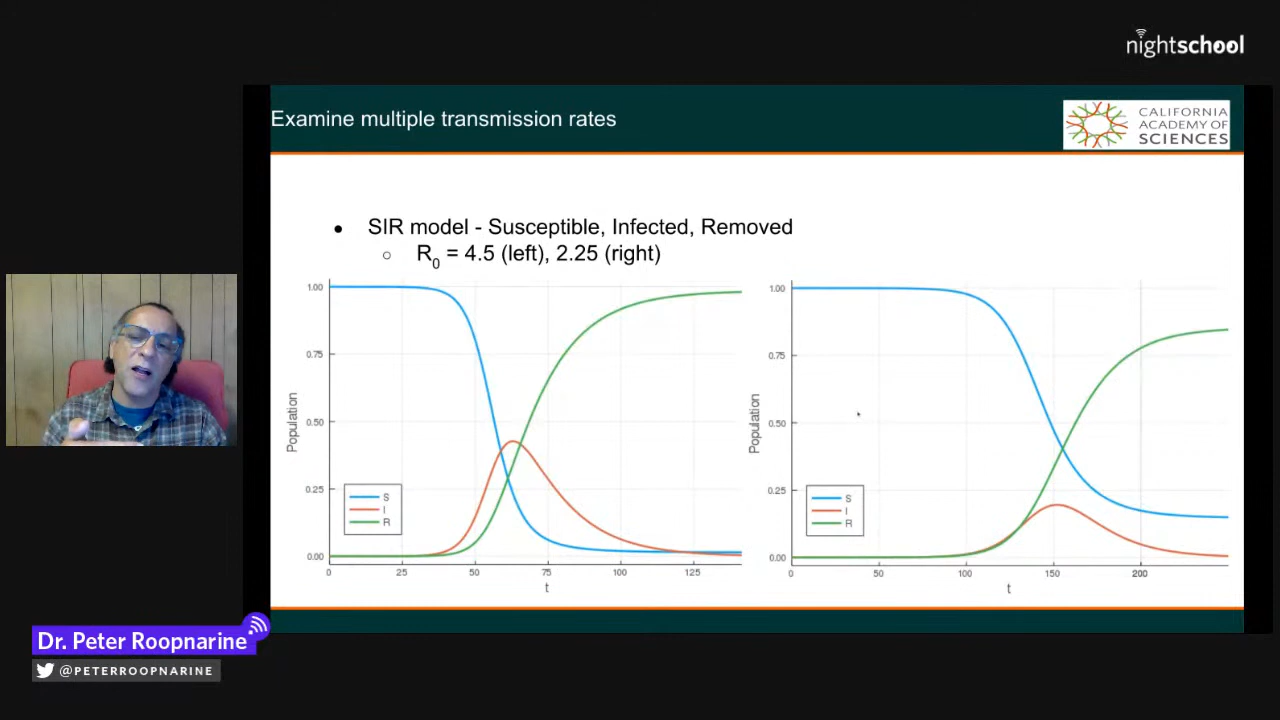 nightschool
Examine multiple transmission rates
CALIFORNIA
ACADEMY OF
SCIENCES
• SIR model - Susceptible, Infected, Removed
○ R0 = 4.5 (left), 2.25 (right)
1.00
0.75
0.50
0.25
0.00
Population
S
I
R
0 25 50 75 100 125
t
1.00
0.75
0.50
0.25
0.00
Population
S
I
R
0 50 100 150 200
t
Dr. Peter Roopnarine
@PETERROOPNARINE